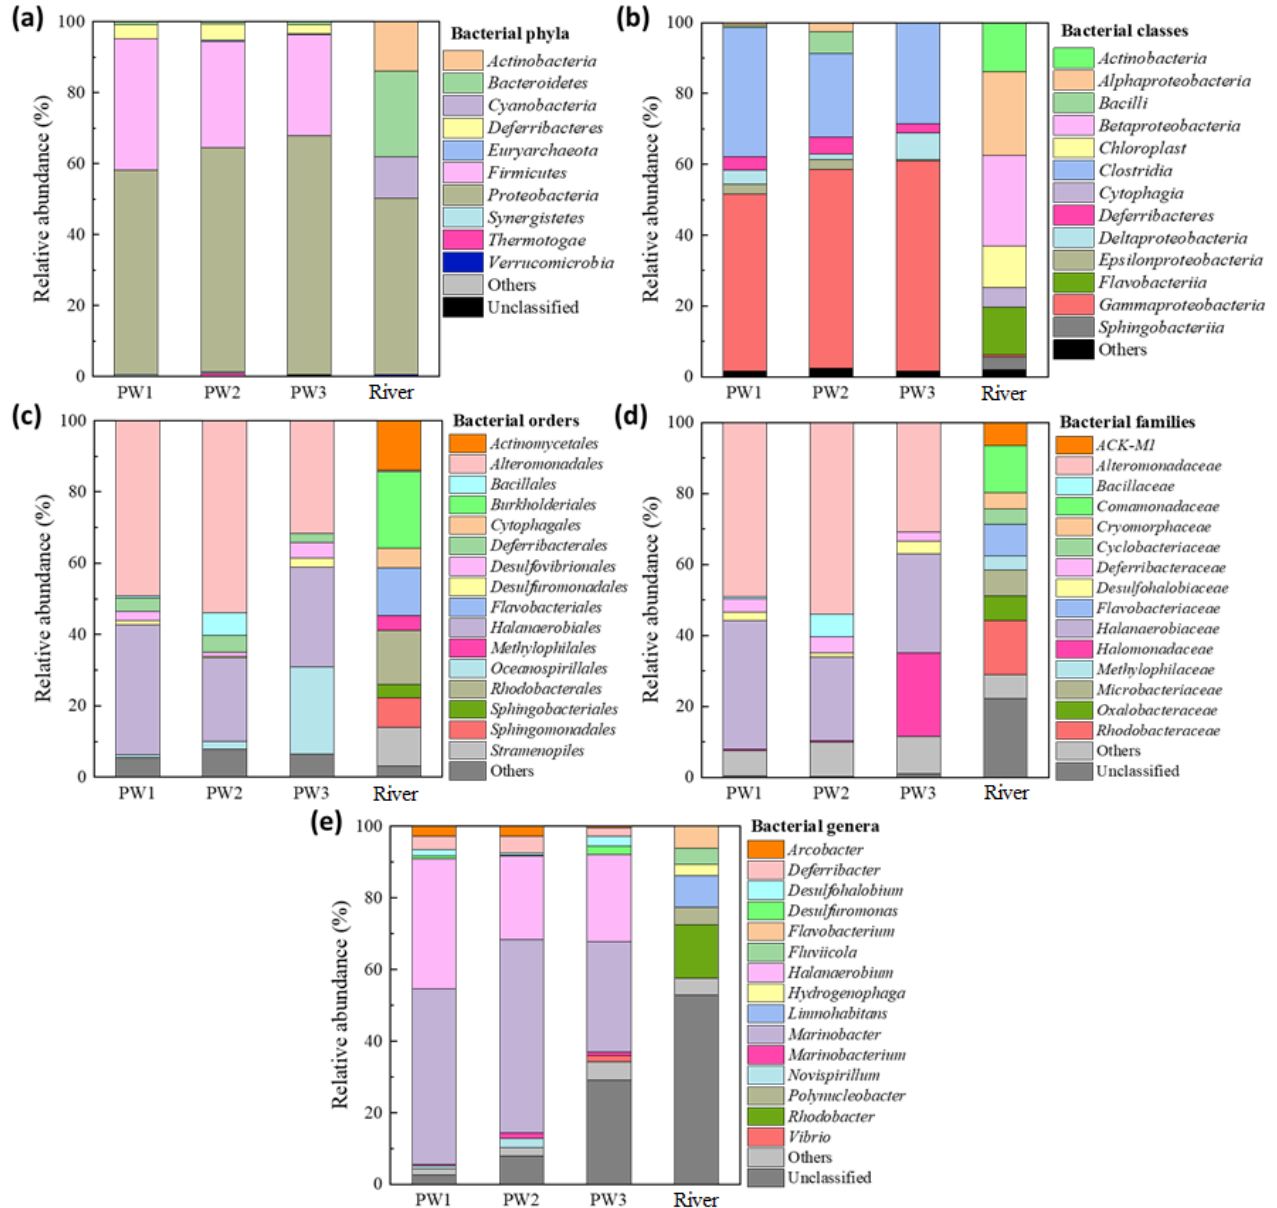 (a)
Bacterial phyla
Actinobacteria
Bacteroidetes
Cyanobacteria
Deferribacteres
Euryarchaeota
Firmicutes
Proteobacteria
Synergistetes
Thermotogae
Verrucomicrobia
Others
Unclassified
Relative abundance (%)
100
80
60
40
20
0
PW1 PW2 PW3 River
(b)
Bacterial classes
Actinobacteria
Alphaproteobacteria
Bacilli
Betaproteobacteria
Chloroplast
Clostridia
Cytophagia
Deferribacteres
Deltaproteobacteria
Epsilonproteobacteria
Flavobacteriia
Gammaproteobacteria
Sphingobacteriia
Others
Relative abundance (%)
100
80
60
40
20
0
PW1 PW2 PW3 River
(c)
Bacterial orders
Actinomycetales
Alteromonadales
Bacillales
Burkholderiales
Cytophagales
Deferribacterales
Desulfovibrionales
Desulfuromonadales
Flavobacteriales
Halanaerobiales
Methylophilales
Oceanospirillales
Rhodobacterales
Sphingobacteriales
Sphingomonadales
Stramenopiles
Others
Relative abundance (%)
100
80
60
40
20
0
PW1 PW2 PW3 River
(d)
Bacterial families
ACK-M1
Alteromonadaceae
Bacillaceae
Comamonadaceae
Cryomorphaceae
Cyclobacteriaceae
Deferribacteraceae
Desulfohalobiaceae
Flavobacteriaceae
Halanaerobiaceae
Halomonadaceae
Methylophilaceae
Microbacteriaceae
Oxalobacteraceae
Rhodobacteraceae
Others
Unclassified
Relative abundance (%)
100
80
60
40
20
0
PW1 PW2 PW3 River
(e)
Bacterial genera
Arcobacter
Deferribacter
Desulfohalobium
Desulfuromonas
Flavobacterium
Fluviicola
Halanaerobium
Hydrogenophaga
Limnohabitans
Marinobacter
Marinobacterium
Novispirillum
Polynucleobacter
Rhodobacter
Vibrio
Others
Unclassified
Relative abundance (%)
100
80
60
40
20
0
PW1 PW2 PW3 River